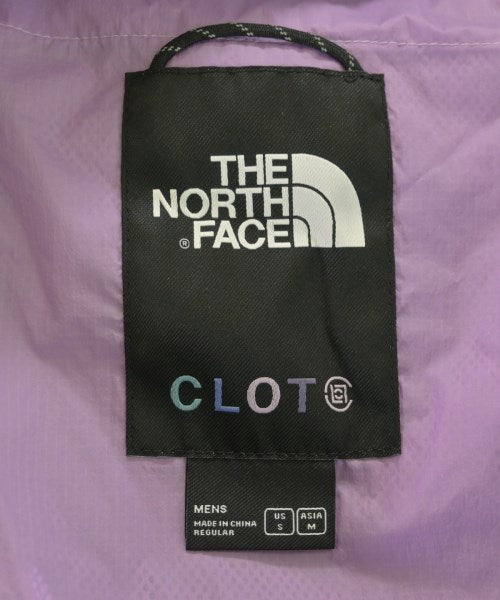 THE
NORTH
® FACE
CLOT
MENS
MADE IN CHINA
REGULAR
US
S
ASIA
M